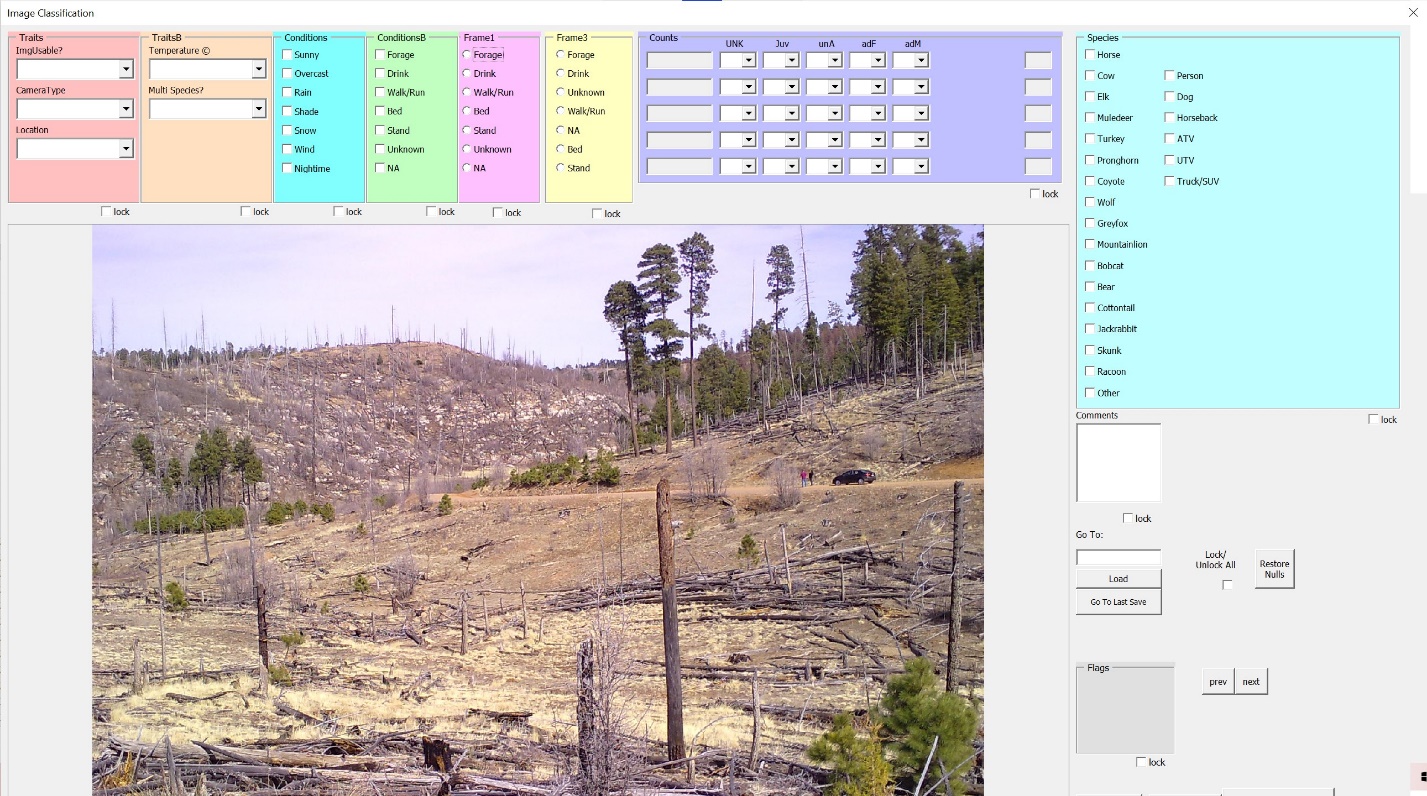 Image Classification
Traits
ImgUsable?
CameraType
Location
lock
TraitsB
Temperature ©
Multi Species?
lock
Conditions
Sunny
Overcast
Rain
Shade
Snow
Wind
Nightime
lock
ConditionsB
Forage
Drink
Walk/Run
Bed
Stand
Unknown
NA
lock
Frame1
Forage
Drink
Walk/Run
Bed
Stand
Unknown
NA
lock
Frame3
Forage
Drink
Unknown
Walk/Run
NA
Bed
Stand
lock
Counts
UNK Juv unA adF adM
lock
Species
Horse
Cow Person
Elk Dog
Muledeer Horseback
Turkey ATV
Pronghorn UTV
Coyote Truck/SUV
Wolf
Greyfox
Mountainlion
Bobcat
Bear
Cottontail
Jackrabbit
Skunk
Racoon
Other
lock
Comments
lock
Go To:
Load
Go To Last Save
Lock/
Unlock All
Restore
Nulls
Flags
lock
prev next